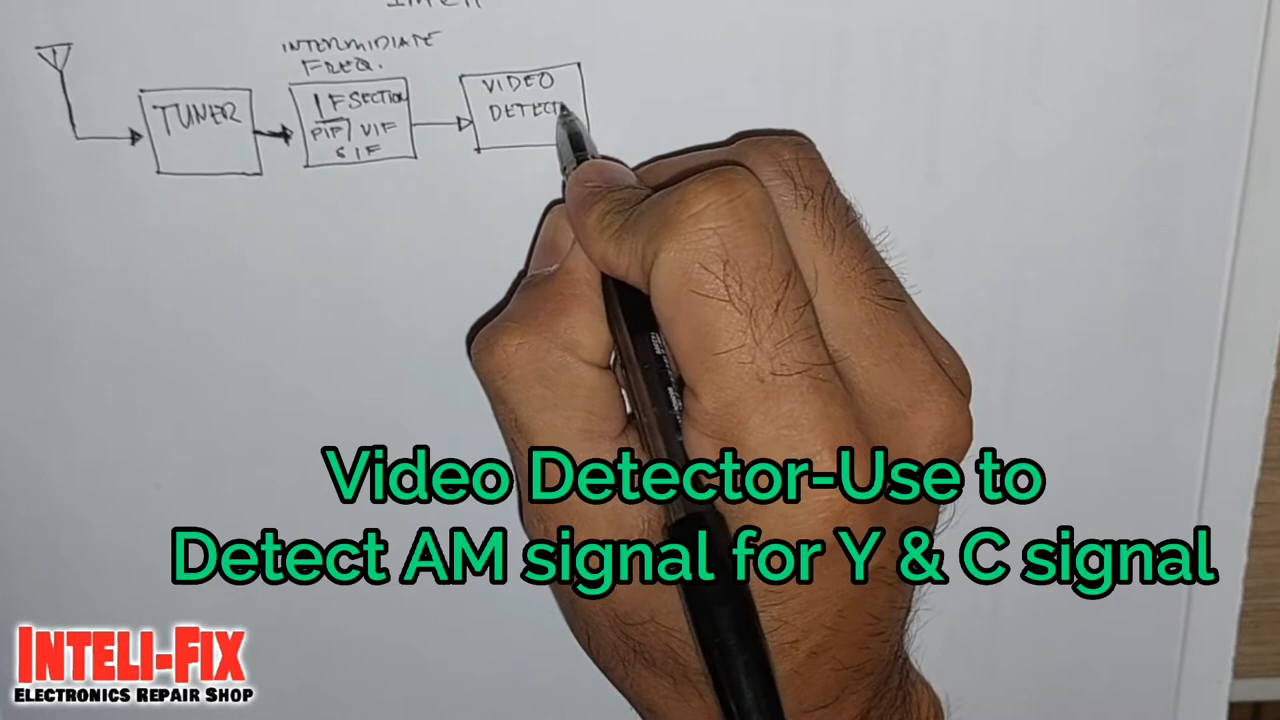 INTERMIDIATE
FREQ.
TUNER
IF SECTION
PIF/ VIF
SIF
VIDEO
DETECT
Video Detector-Use to
Detect AM signal for Y & C signal
INTELI-FIX
ELECTRONICS REPAIR SHOP